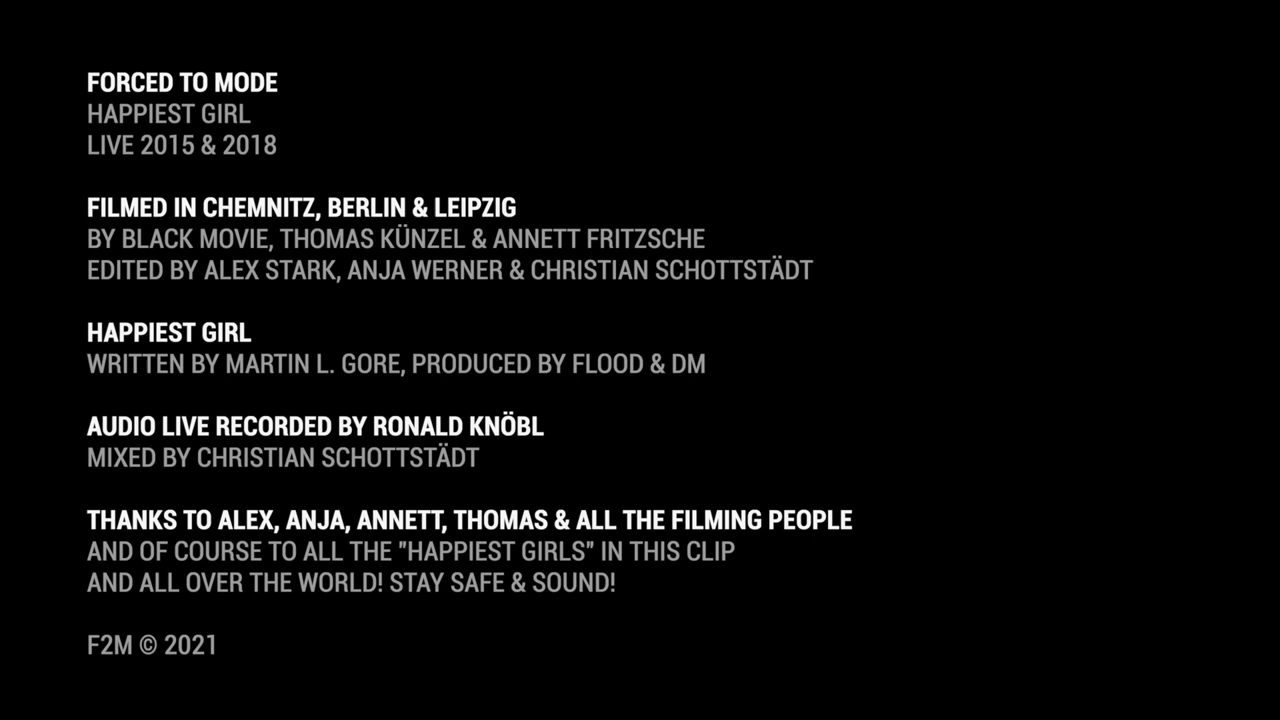 FORCED TO MODE
HAPPIEST GIRL
LIVE 2015 & 2018
FILMED IN CHEMNITZ, BERLIN & LEIPZIG
BY BLACK MOVIE, THOMAS KÜNZEL & ANNETT FRITZSCHE
EDITED BY ALEX STARK, ANJA WERNER & CHRISTIAN SCHOTTSTÄDT
HAPPIEST GIRL
WRITTEN BY MARTIN L. GORE, PRODUCED BY FLOOD & DM
AUDIO LIVE RECORDED BY RONALD KNÖBL
MIXED BY CHRISTIAN SCHOTTSTÄDT
THANKS TO ALEX, ANJA, ANNETT, THOMAS & ALL THE FILMING PEOPLE
AND OF COURSE TO ALL THE "HAPPIEST GIRLS" IN THIS CLIP
AND ALL OVER THE WORLD! STAY SAFE & SOUND!
F2M © 2021